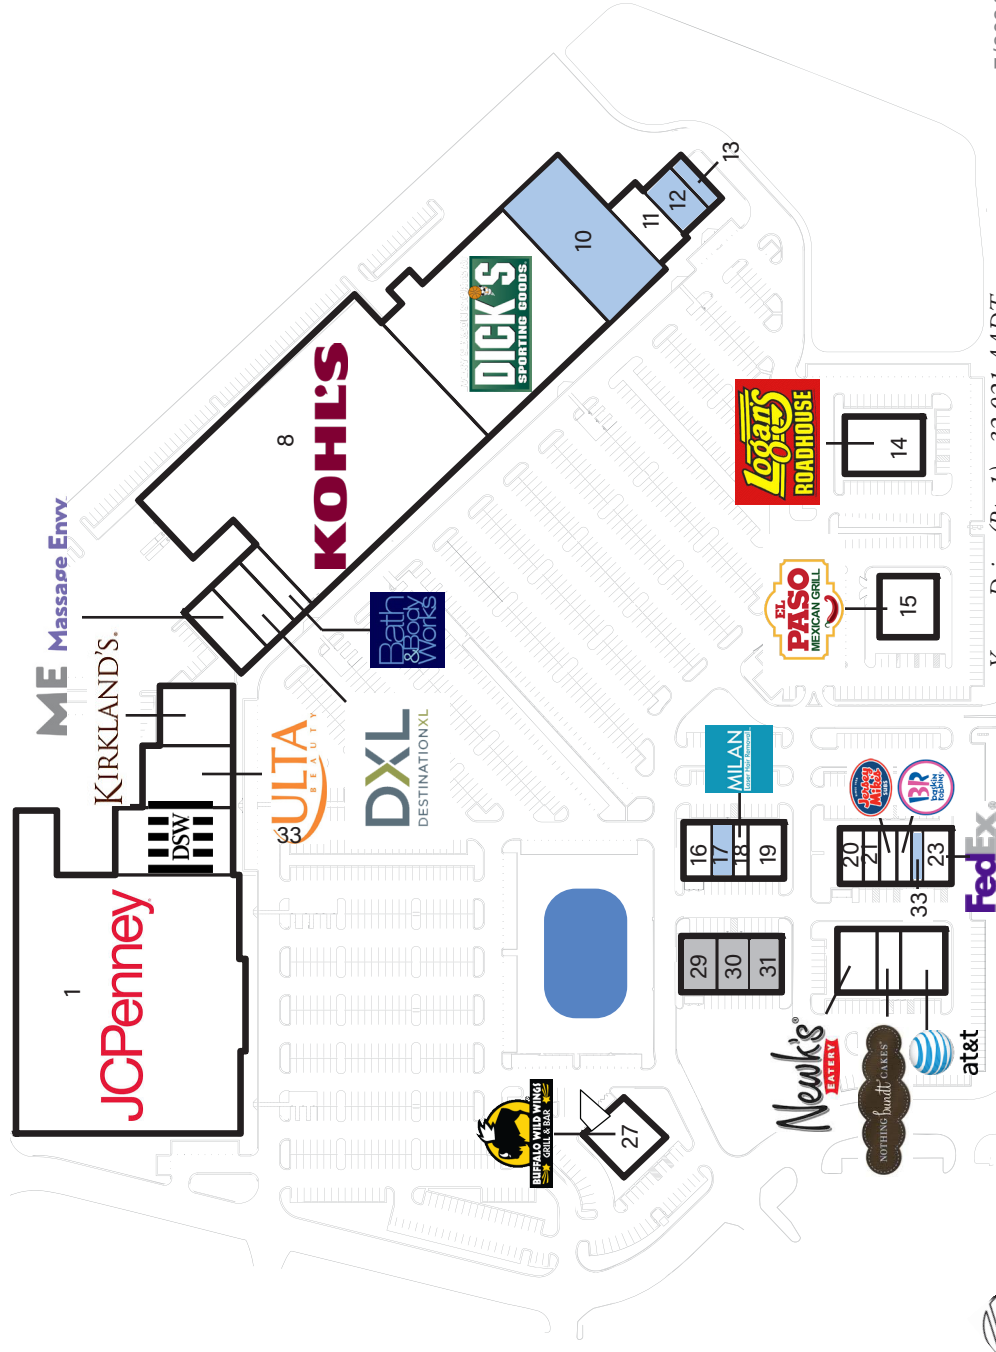 ME Massage Envy
KIRKLAND'S.
JCPenney
1
DSW
ULTA
BEAUTY
33
DXL
DESTINATIONXL
Bath
&Body
Works
8
KOHL'S
DICK'S
SPORTING GOODS
10
11
12
13
Logan's
ROADHOUSE
14
EL
PASO
MEXICAN GRILL
15
MILAN
Laser Hair Removal
16
17
18
19
Jersey
Mike's
SUBS
BR
baskin
robbins
20
21
33
23
FedEx®
29
30
31
Newk's®
EATERY
NOTHING bundt CAKES
at&t
BUFFALO WILD WINGS
GRILL & BAR
27